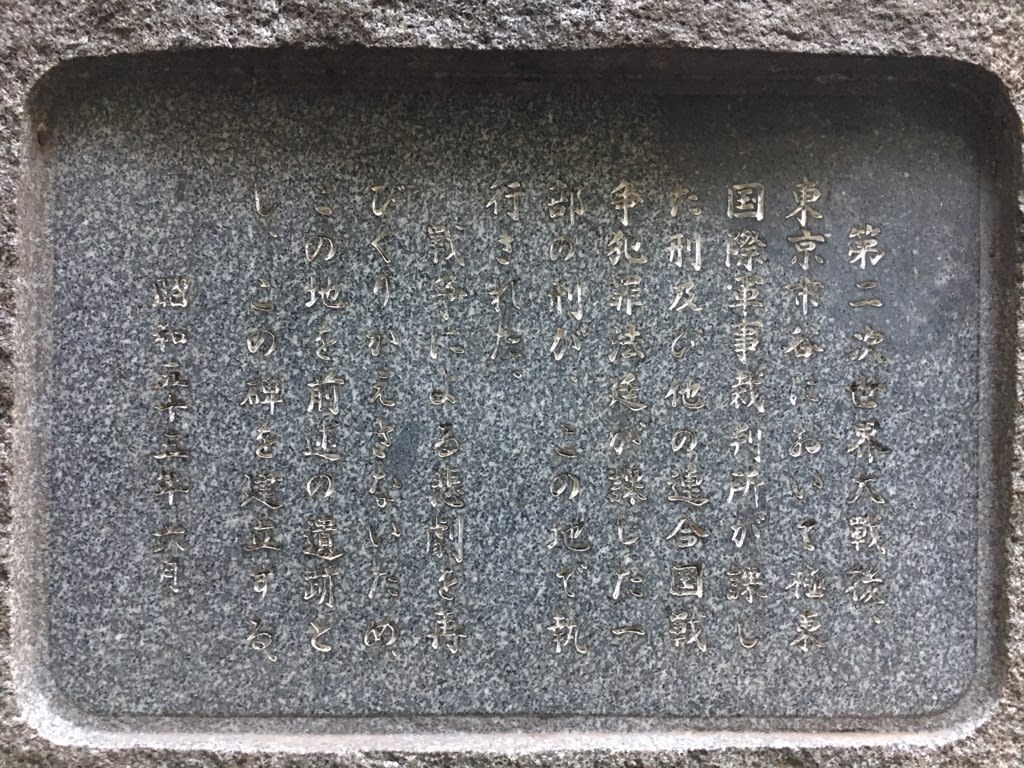 第二次世界大戦後、
東京市谷において極東
国際軍事裁判所が課し
た刑及び他の連合国戦
争犯罪法廷が課した一
部の刑が、この地で執
行された。
戦争による悲劇を再
びくりかえさないため、
この地を前述の遺跡と
し、この碑を建立する。
昭和五十五年六月